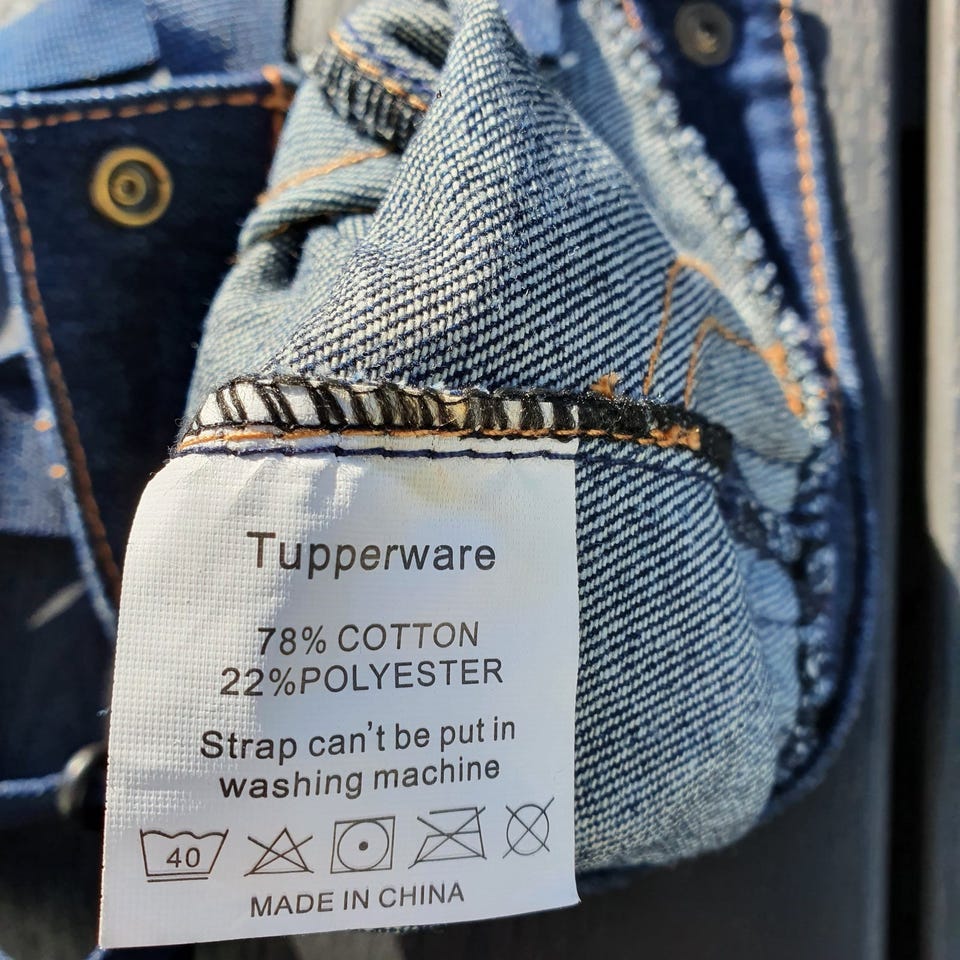 Tupperware
78% COTTON
22%POLYESTER
Strap can't be put in
washing machine
40
MADE IN CHINA